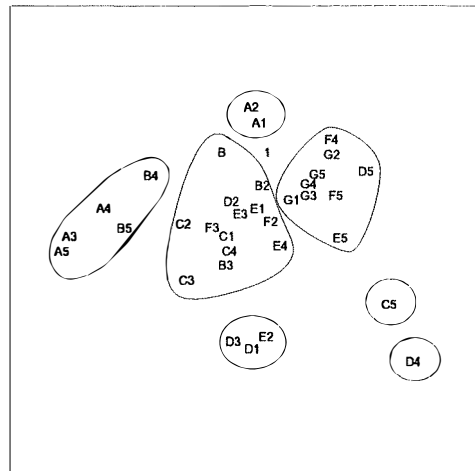 A2
A1
F4
B 1 G2
B4 G5 D5
B2 G4
A4 D2 G1 G3 F5
E3 E1
C2 F3 F2
A3 B5 C1 E5
A5 C4 E4
B3
C3
C5
D3 E2
D1
D4